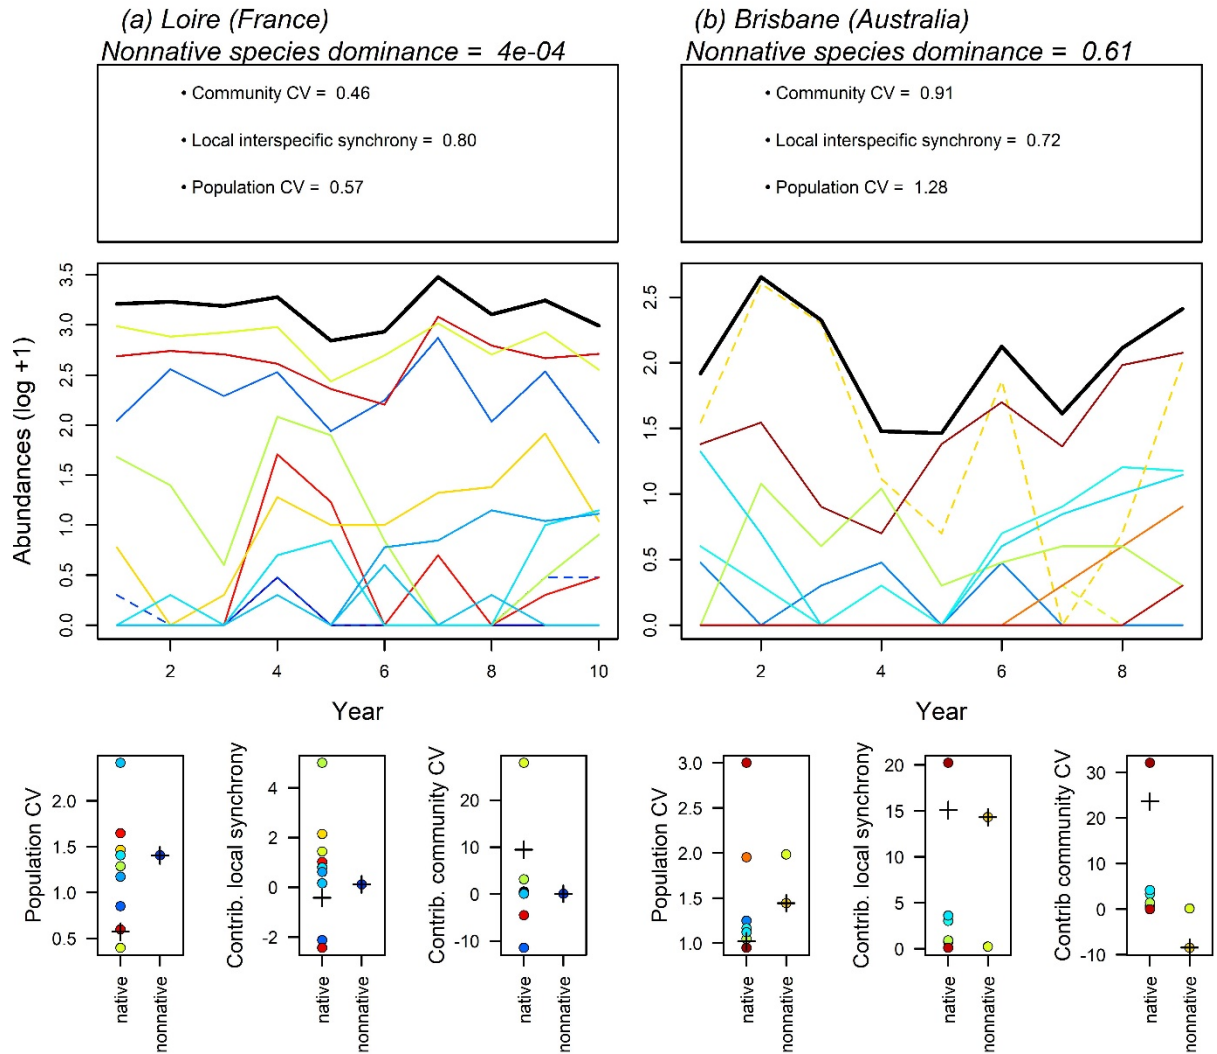 (a) Loire (France)
Nonnative species dominance = 4e-04
• Community CV = 0.46
• Local interspecific synchrony = 0.80
• Population CV = 0.57
(b) Brisbane (Australia)
Nonnative species dominance = 0.61
• Community CV = 0.91
• Local interspecific synchrony = 0.72
• Population CV = 1.28
Abundances (log +1)
3.5
3.0
2.5
2.0
1.5
1.0
0.5
0.0
2 4 6 8 10
Year
2.5
2.0
1.5
1.0
0.5
0.0
2 4 6 8
Year
Population CV
2.0
1.5
1.0
0.5
native
nonnative
Contrib. local synchrony
4
2
0
-2
native
nonnative
Contrib. community CV
20
10
0
-10
native
nonnative
Population CV
3.0
2.5
2.0
1.5
1.0
native
nonnative
Contrib. local synchrony
20
15
10
5
0
native
nonnative
Contrib community CV
30
20
10
0
-10
native
nonnative